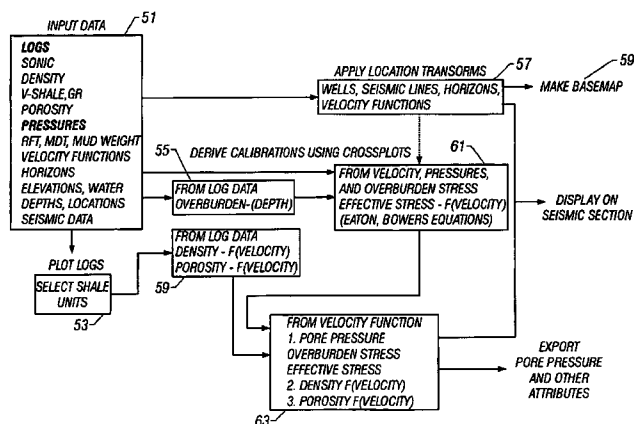 INPUT DATA
51
LOGS
SONIC
DENSITY
V-SHALE,GR
POROSITY
PRESSURES
RFT, MDT, MUD WEIGHT
VELOCITY FUNCTIONS
HORIZONS
ELEVATIONS, WATER
DEPTHS, LOCATIONS
SEISMIC DATA
APPLY LOCATION TRANSORMS
57
WELLS, SEISMIC LINES, HORIZONS,
VELOCITY FUNCTIONS
59
MAKE BASEMAP
DERIVE CALIBRATIONS USING CROSSPLOTS
55
FROM LOG DATA
OVERBURDEN-(DEPTH)
61
FROM VELOCITY, PRESSURES,
AND OVERBURDEN STRESS
EFFECTIVE STRESS - F(VELOCITY)
(EATON, BOWERS EQUATIONS)
DISPLAY ON
SEISMIC SECTION
PLOT LOGS
SELECT SHALE
UNITS
53
FROM LOG DATA
DENSITY - F(VELOCITY)
POROSITY - F(VELOCITY)
59
FROM VELOCITY FUNCTION
1. PORE PRESSURE
OVERBURDEN STRESS
EFFECTIVE STRESS
2. DENSITY F(VELOCITY)
3. POROSITY F(VELOCITY)
63
EXPORT
PORE PRESSURE
AND OTHER
ATTRIBUTES